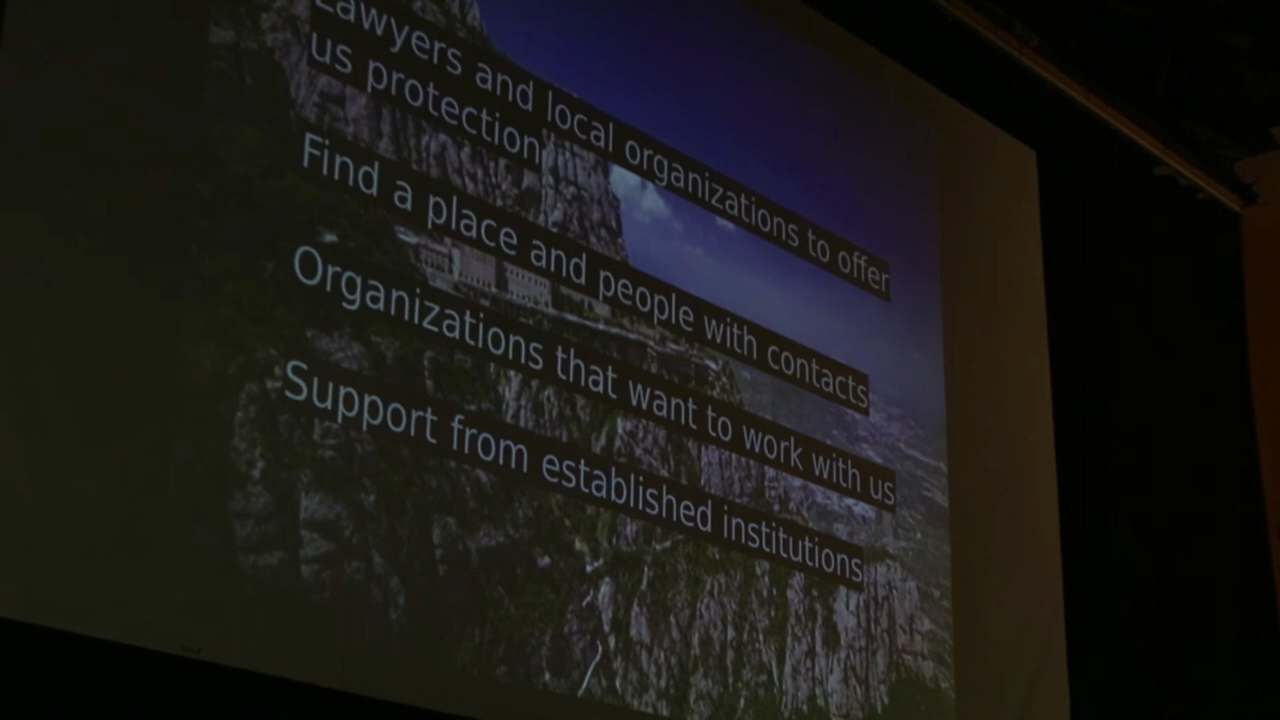 Lawyers and local organizations to offer
us protection
Find a place and people with contacts
Organizations that want to work with us
Support from established institutions